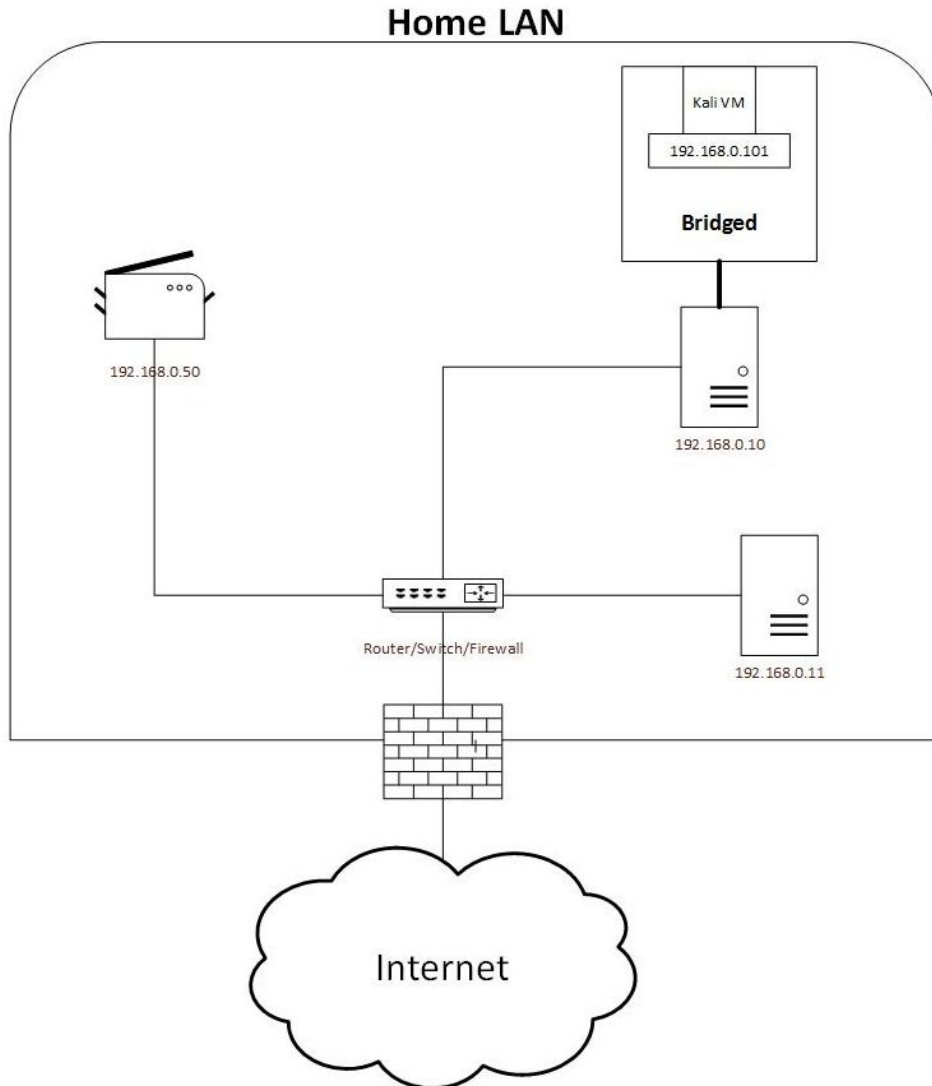 Home LAN
Kali VM
192.168.0.101
Bridged
192.168.0.50
192.168.0.10
Router/Switch/Firewall
192.168.0.11
Internet